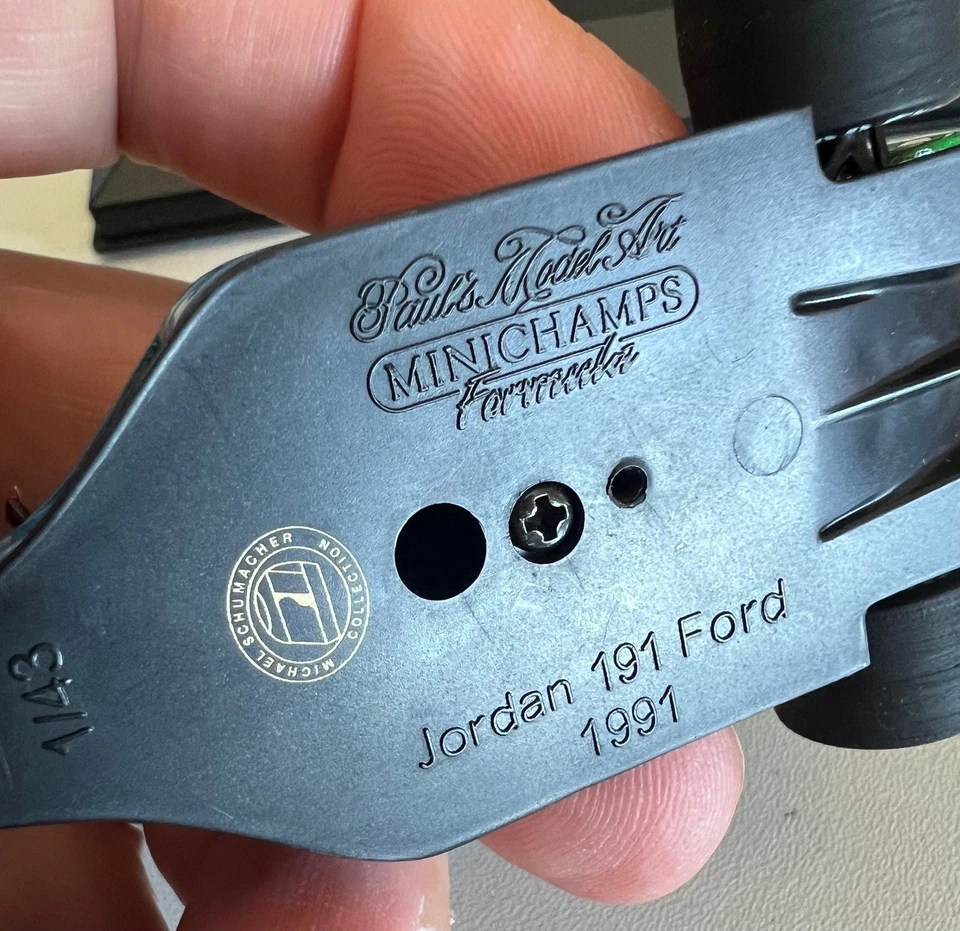 Paul's Model Art
MINICHAMPS
Formula
MICHAEL SCHUMACHER COLLECTION
1/43
Jordan 191 Ford
1991